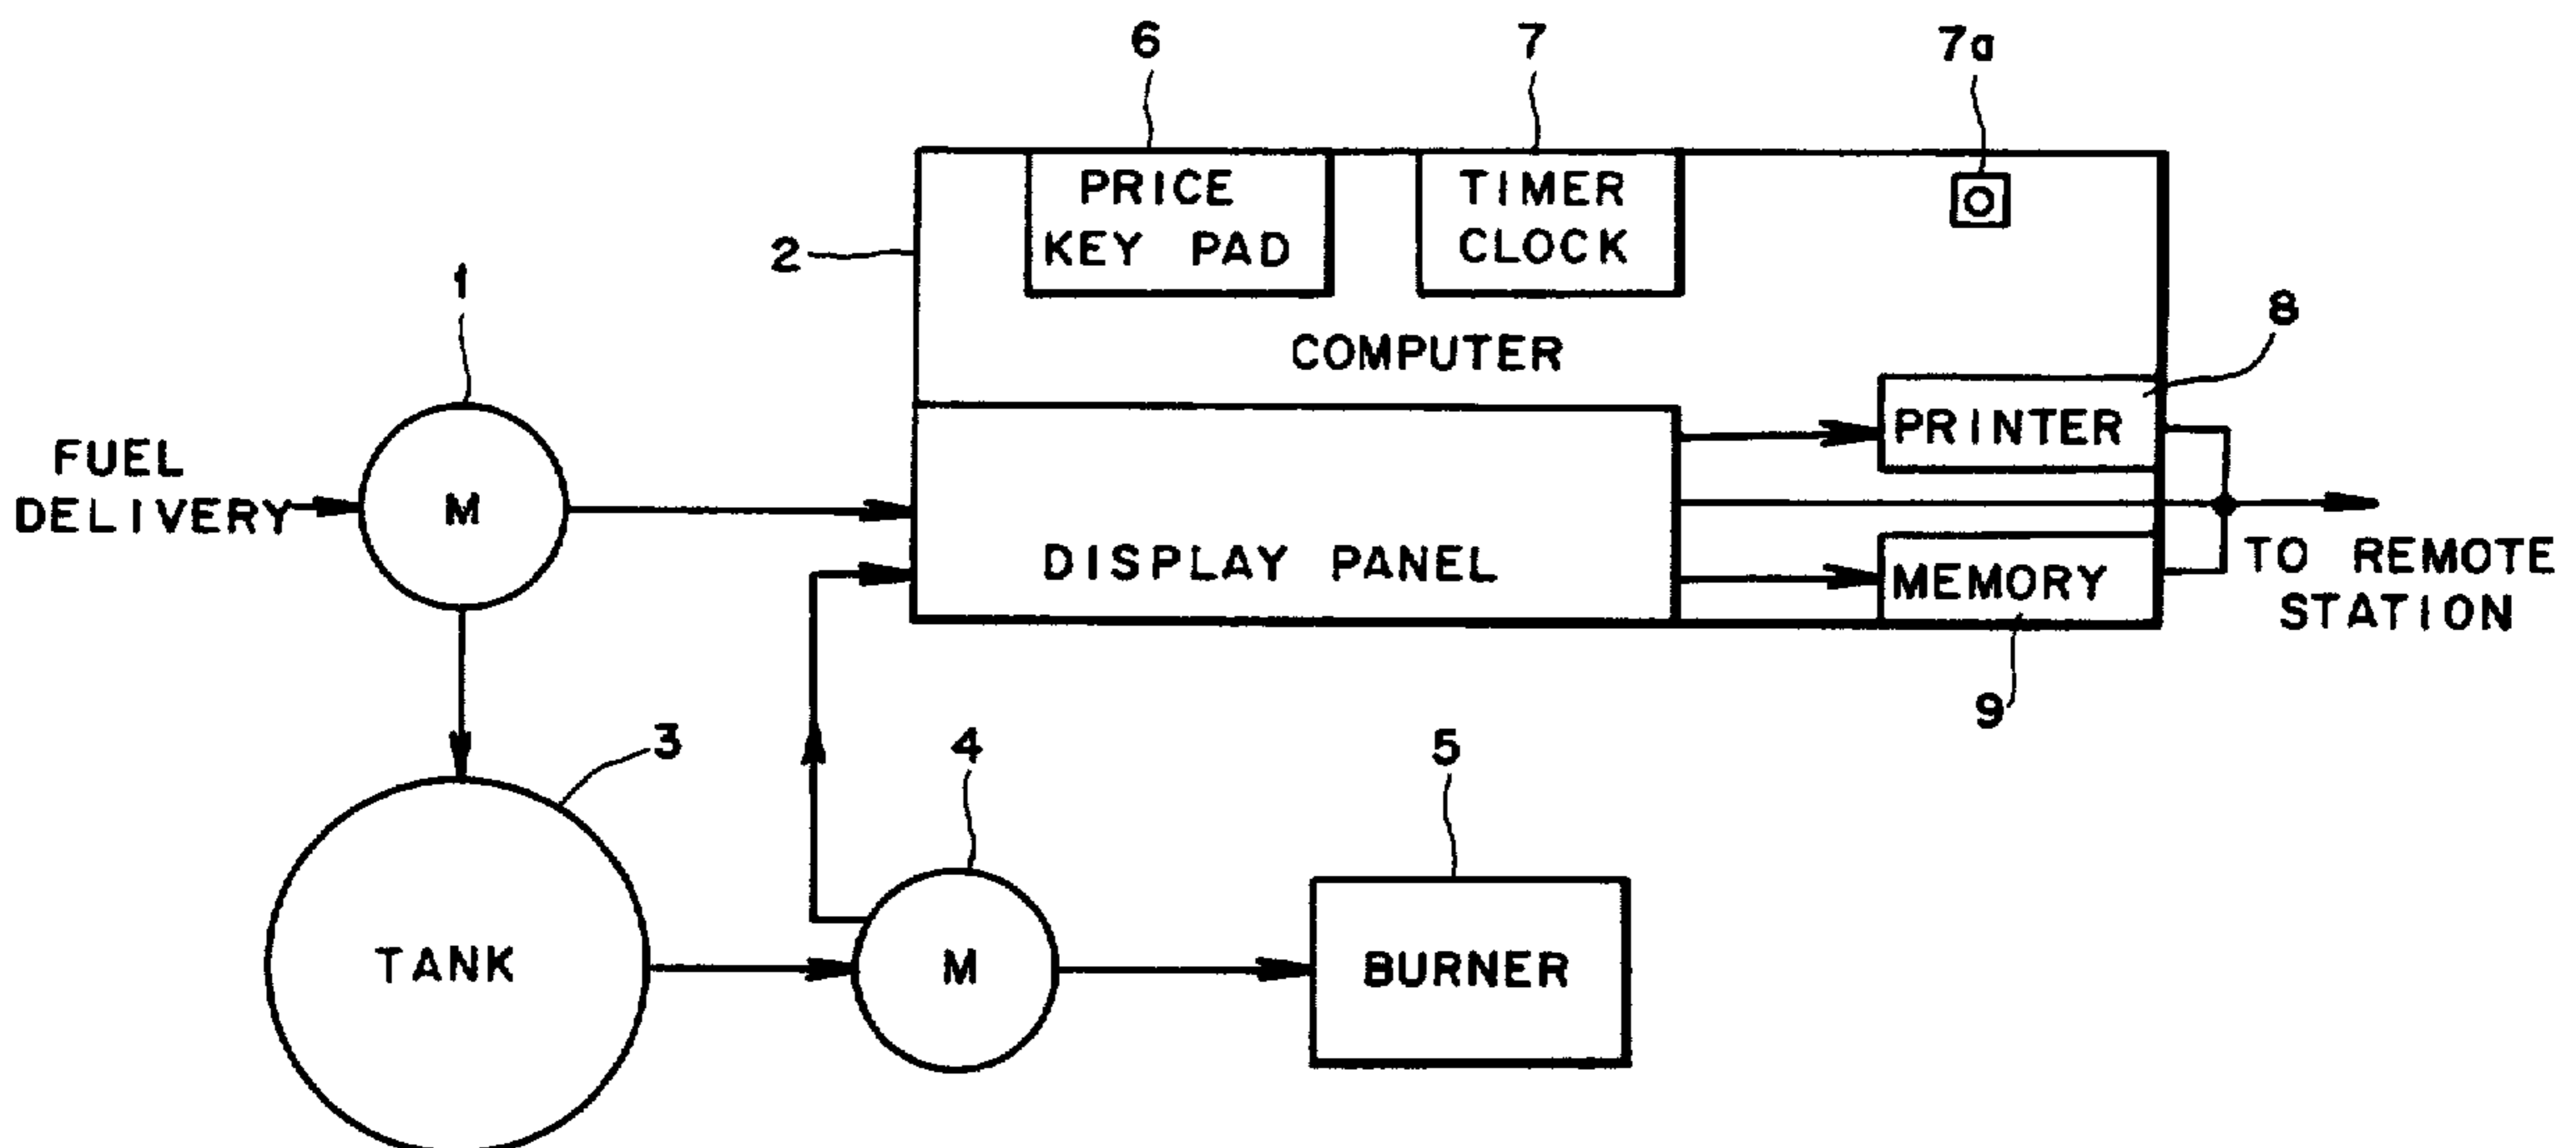 6
7
7a
PRICE
KEY PAD
TIMER
CLOCK
2
1
8
COMPUTER
PRINTER
FUEL
DELIVERY
M
DISPLAY PANEL
MEMORY
TO REMOTE
STATION
9
3
4
5
TANK
M
BURNER